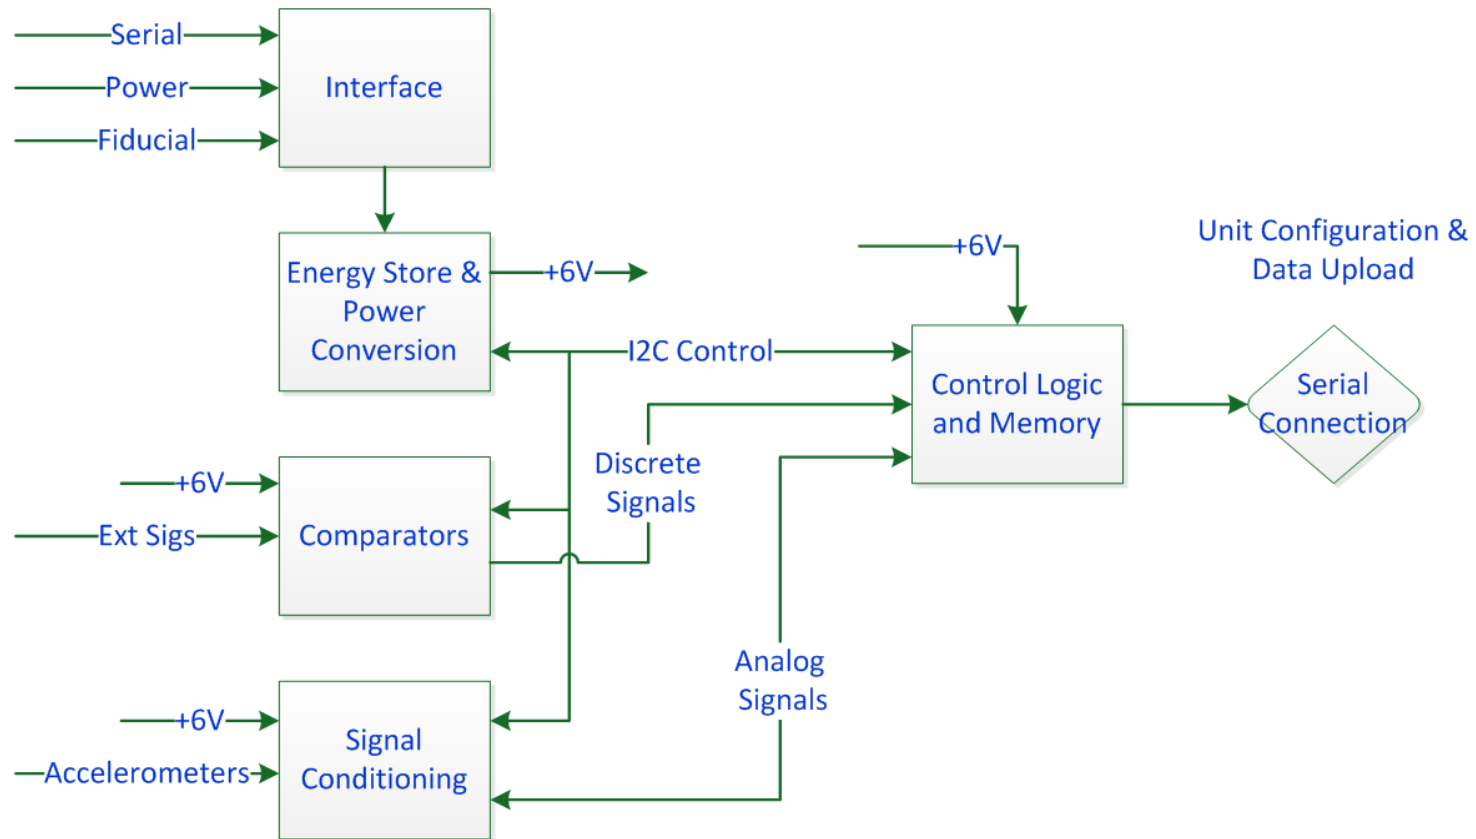 Serial
Power
Fiducial
Interface
Energy Store &
Power
Conversion
+6V
+6V
Unit Configuration &
Data Upload
I2C Control
Control Logic
and Memory
Serial
Connection
Discrete
Signals
+6V
Ext Sigs
Comparators
Analog
Signals
+6V
Accelerometers
Signal
Conditioning